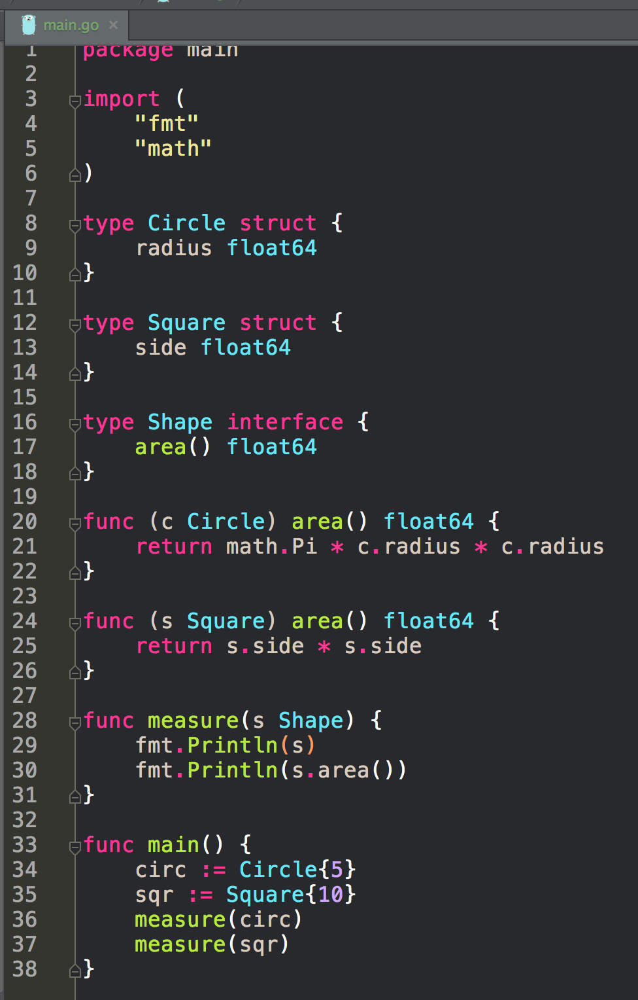 main.go ×
1 package main
2
3 import (
4     "fmt"
5     "math"
6 )
7
8 type Circle struct {
9     radius float64
10 }
11
12 type Square struct {
13     side float64
14 }
15
16 type Shape interface {
17     area() float64
18 }
19
20 func (c Circle) area() float64 {
21     return math.Pi * c.radius * c.radius
22 }
23
24 func (s Square) area() float64 {
25     return s.side * s.side
26 }
27
28 func measure(s Shape) {
29     fmt.Println(s)
30     fmt.Println(s.area())
31 }
32
33 func main() {
34     circ := Circle{5}
35     sqr := Square{10}
36     measure(circ)
37     measure(sqr)
38 }